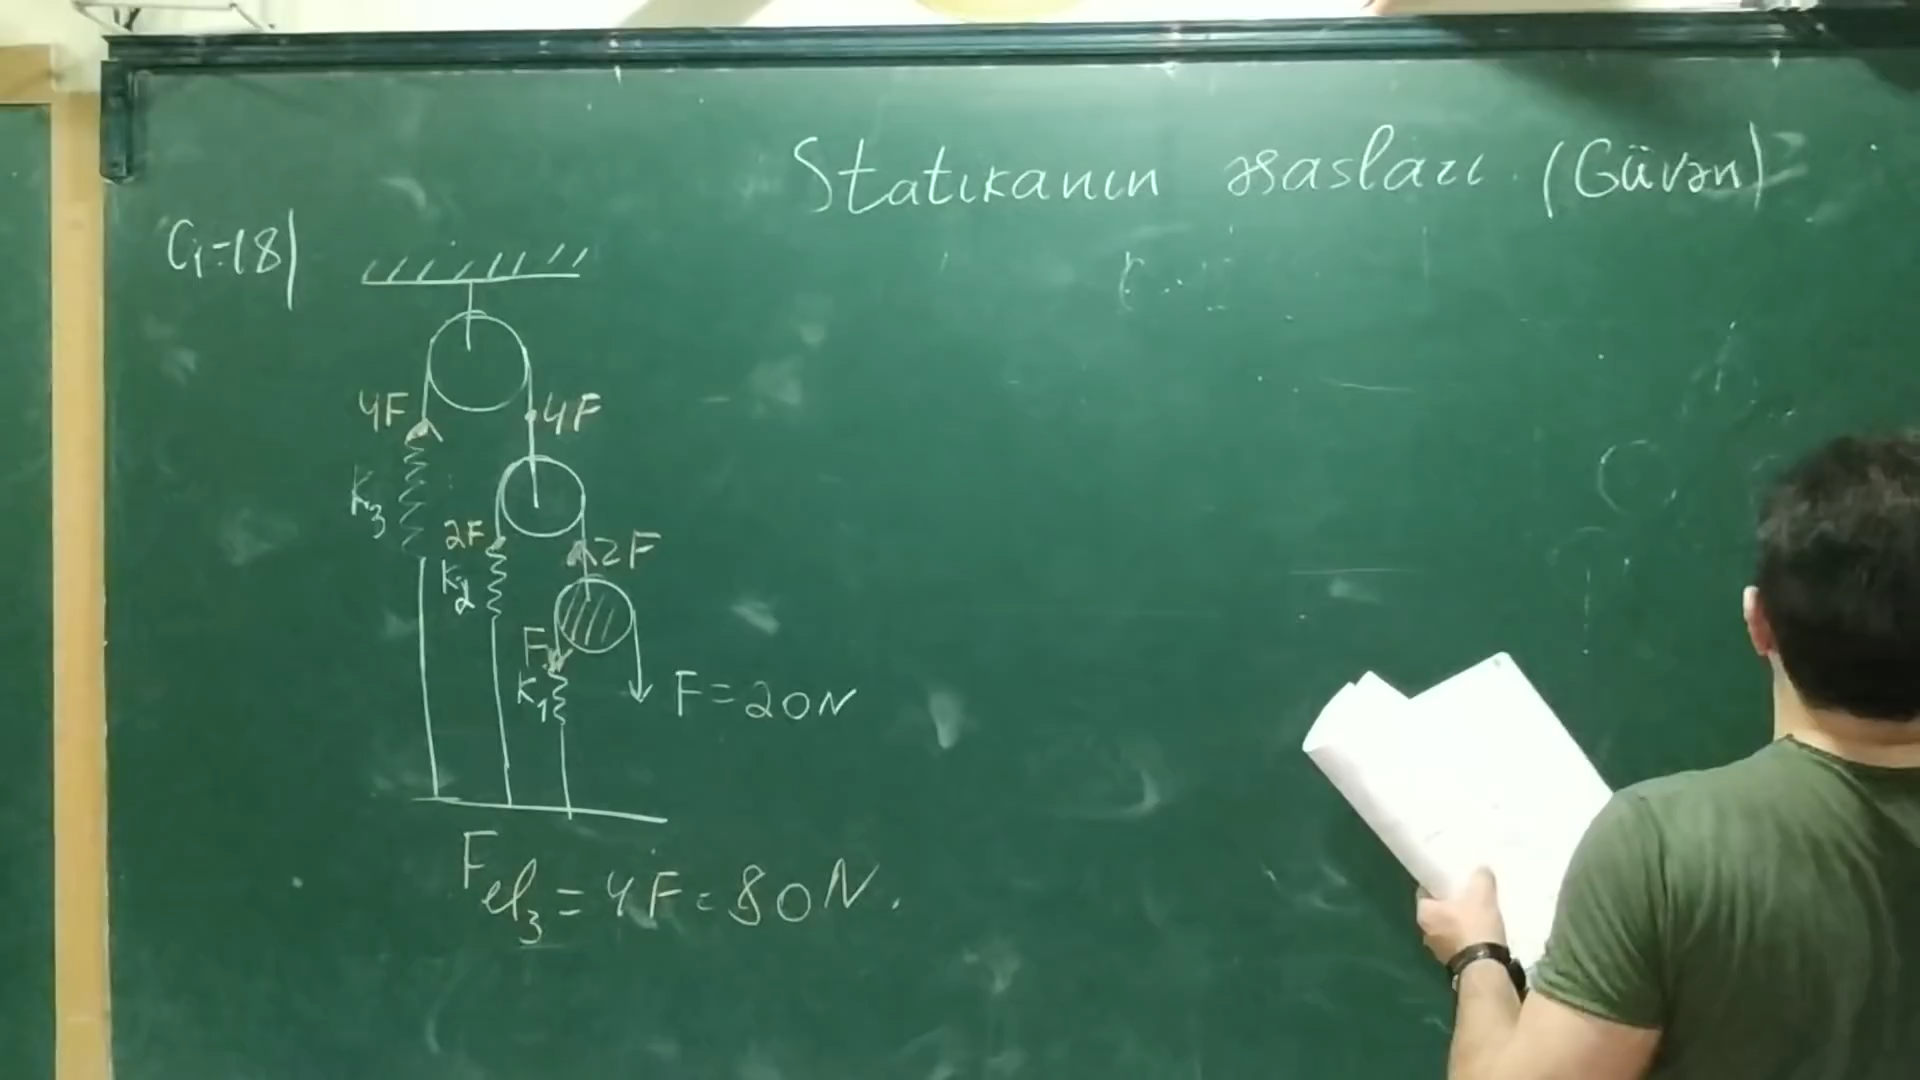 Statikanın əsasları. (Güvən)
Ç=18)
4F
4F
K3
2F
K2
2F
F
K1
F=20N
Fel3 = 4F = 80N.